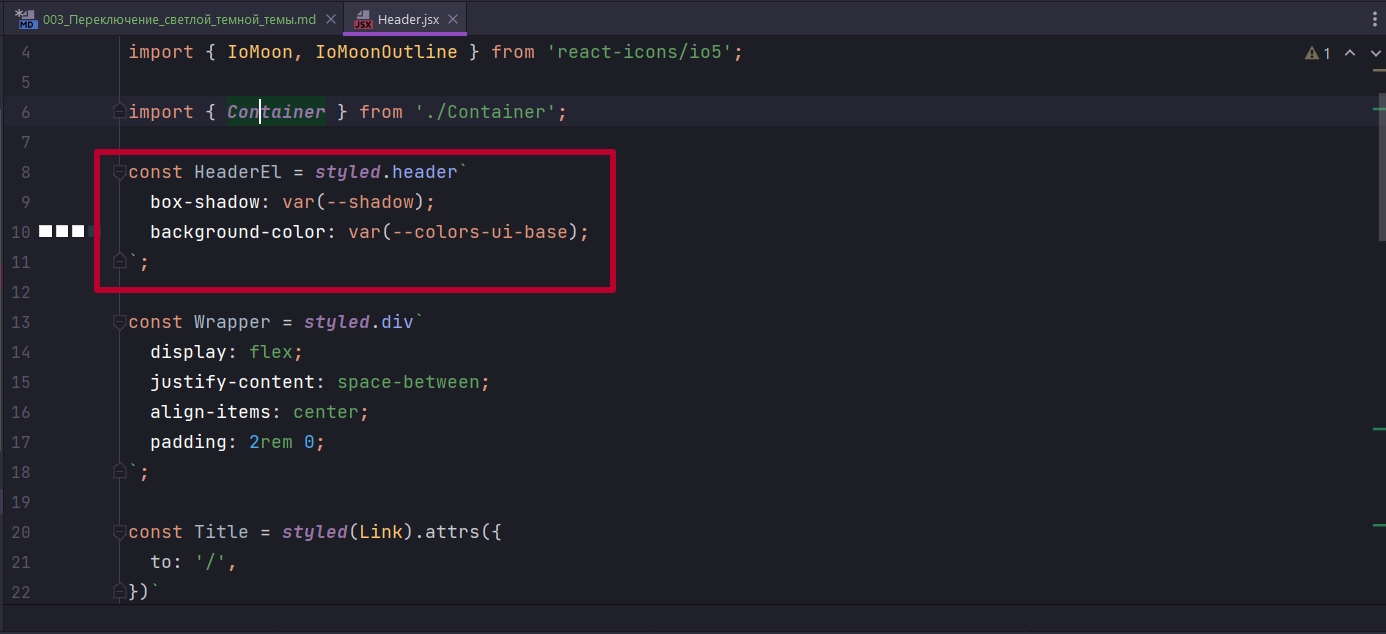 003_Переключение_светлой_темной_темы.md
Header.jsx
4 import { IoMoon, IoMoonOutline } from 'react-icons/io5';
1
5
6 import { Container } from './Container';
7
8 const HeaderEl = styled.header`
9 box-shadow: var(--shadow);
10 background-color: var(--colors-ui-base);
11 `;
12
13 const Wrapper = styled.div`
14 display: flex;
15 justify-content: space-between;
16 align-items: center;
17 padding: 2rem 0;
18 `;
19
20 const Title = styled(Link).attrs({
21 to: '/',
22 })`